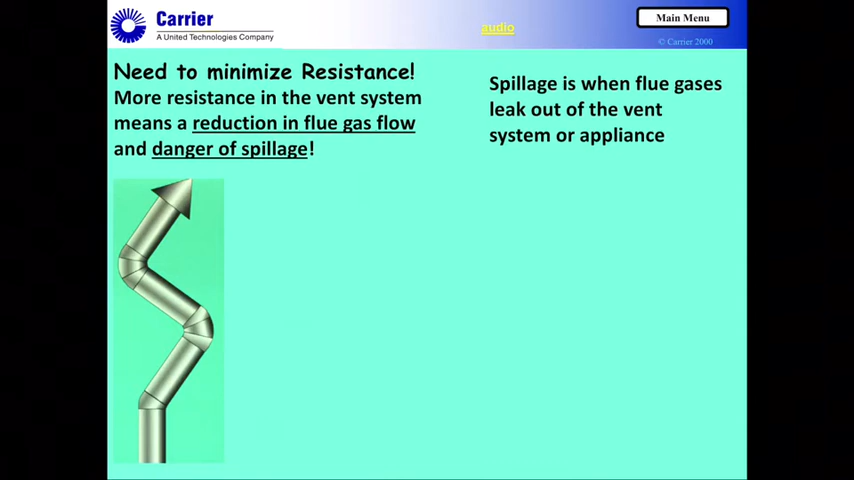 Carrier
A United Technologies Company
audio
Main Menu
© Carrier 2000
Need to minimize Resistance!
More resistance in the vent system
means a reduction in flue gas flow
and danger of spillage!
Spillage is when flue gases
leak out of the vent
system or appliance